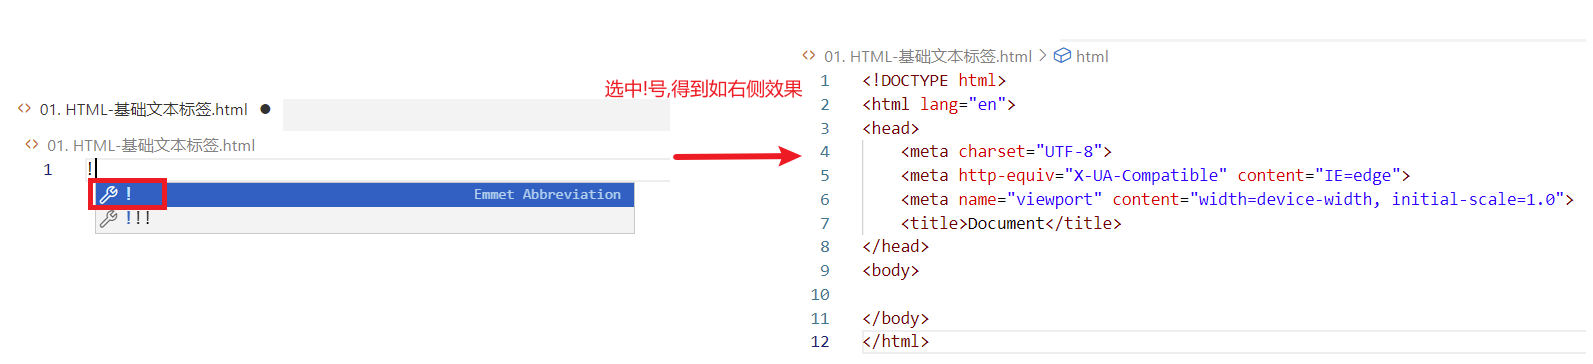 01. HTML-基础文本标签.html ●
01. HTML-基础文本标签.html
1 !
! Emmet Abbreviation
!!!
选中!号,得到如右侧效果
01. HTML-基础文本标签.html > html
1 <!DOCTYPE html>
2 <html lang="en">
3 <head>
4     <meta charset="UTF-8">
5     <meta http-equiv="X-UA-Compatible" content="IE=edge">
6     <meta name="viewport" content="width=device-width, initial-scale=1.0">
7     <title>Document</title>
8 </head>
9 <body>
10
11 </body>
12 </html>